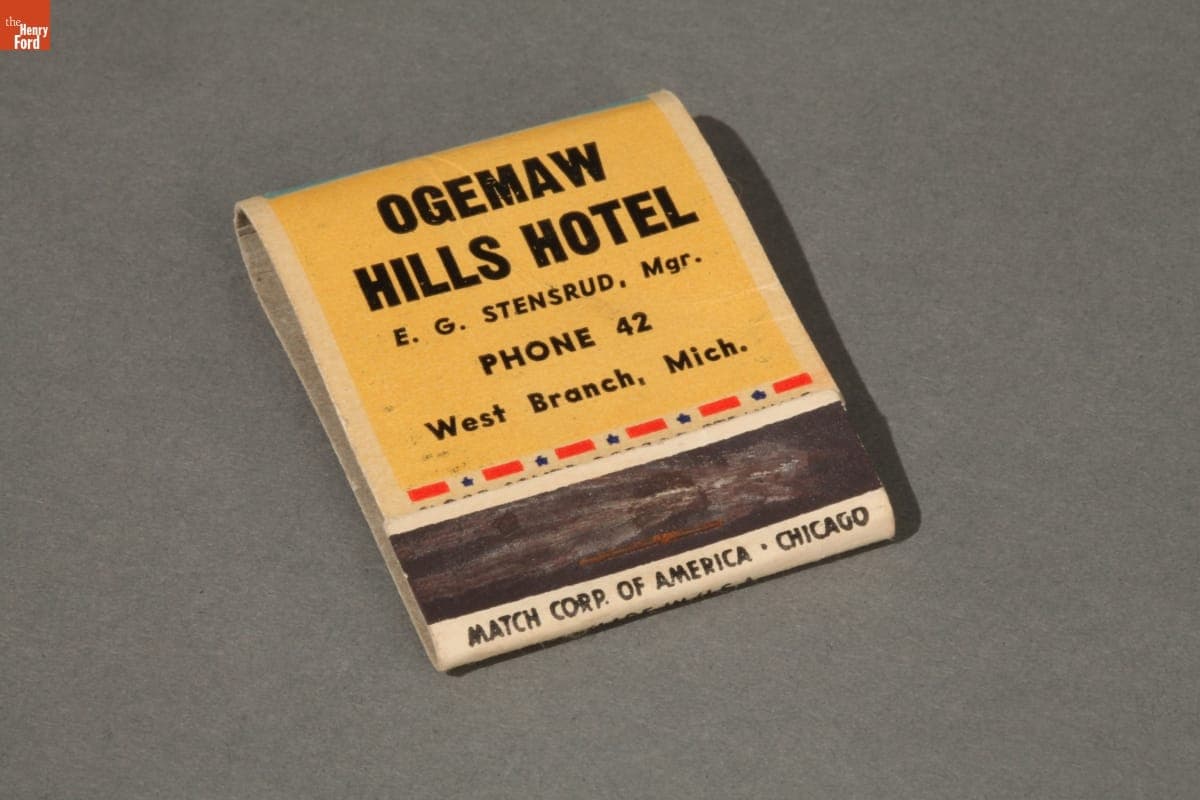 the
Henry
Ford
OGEMAW
HILLS HOTEL
E. G. STENSRUD, Mgr.
PHONE 42
West Branch, Mich.
MATCH CORP. OF AMERICA · CHICAGO